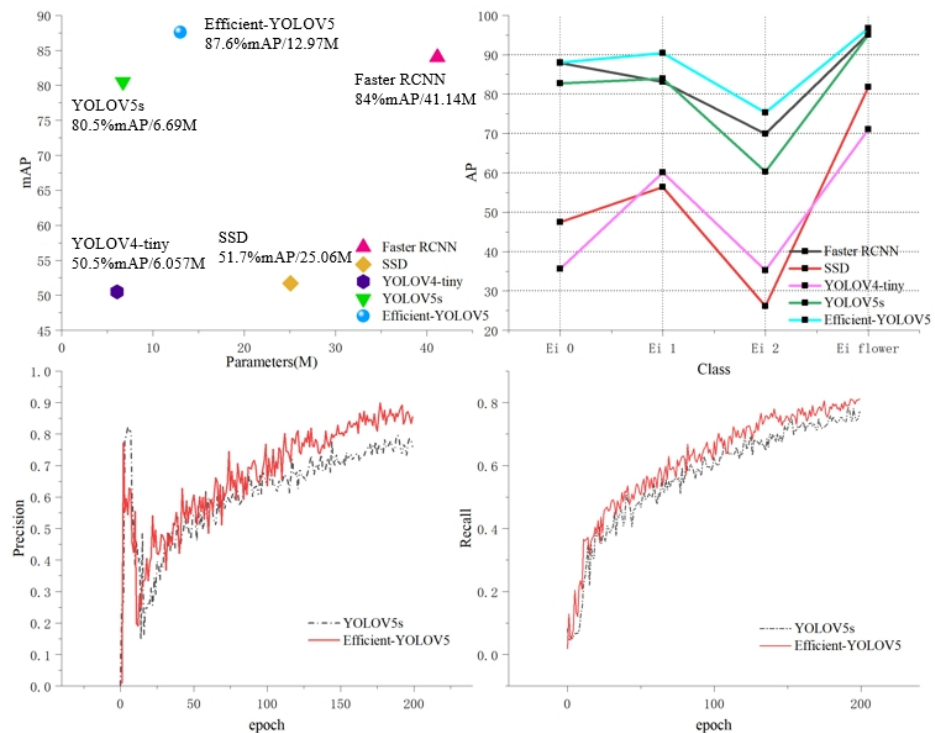 90
85
80
75
70
65
60
55
50
45
mAP
Efficient-YOLOV5
87.6%mAP/12.97M
Faster RCNN
84%mAP/41.14M
YOLOV5s
80.5%mAP/6.69M
YOLOV4-tiny
50.5%mAP/6.057M
SSD
51.7%mAP/25.06M
Faster RCNN
SSD
YOLOV4-tiny
YOLOV5s
Efficient-YOLOV5
0 10 20 30 40
Parameters(M)
100
90
80
70
60
50
40
30
20
AP
Faster RCNN
SSD
YOLOV4-tiny
YOLOV5s
Efficient-YOLOV5
Ei 0 Ei 1 Ei 2 Ei flower
Class
1.0
0.9
0.8
0.7
0.6
0.5
0.4
0.3
0.2
0.1
0.0
Precision
YOLOV5s
Efficient-YOLOV5
0 50 100 150 200
epoch
0.8
0.6
0.4
0.2
0.0
Recall
YOLOV5s
Efficient-YOLOV5
0 100 200
epoch